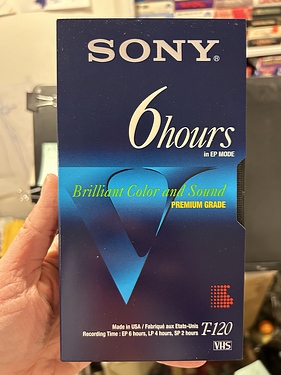 SONY®
6hours
in EP MODE
Brilliant Color and Sound
PREMIUM GRADE
Made in USA / Fabriqué aux Etats-Unis
Recording Time : EP 6 hours, LP 4 hours, SP 2 hours
T-120
VHS